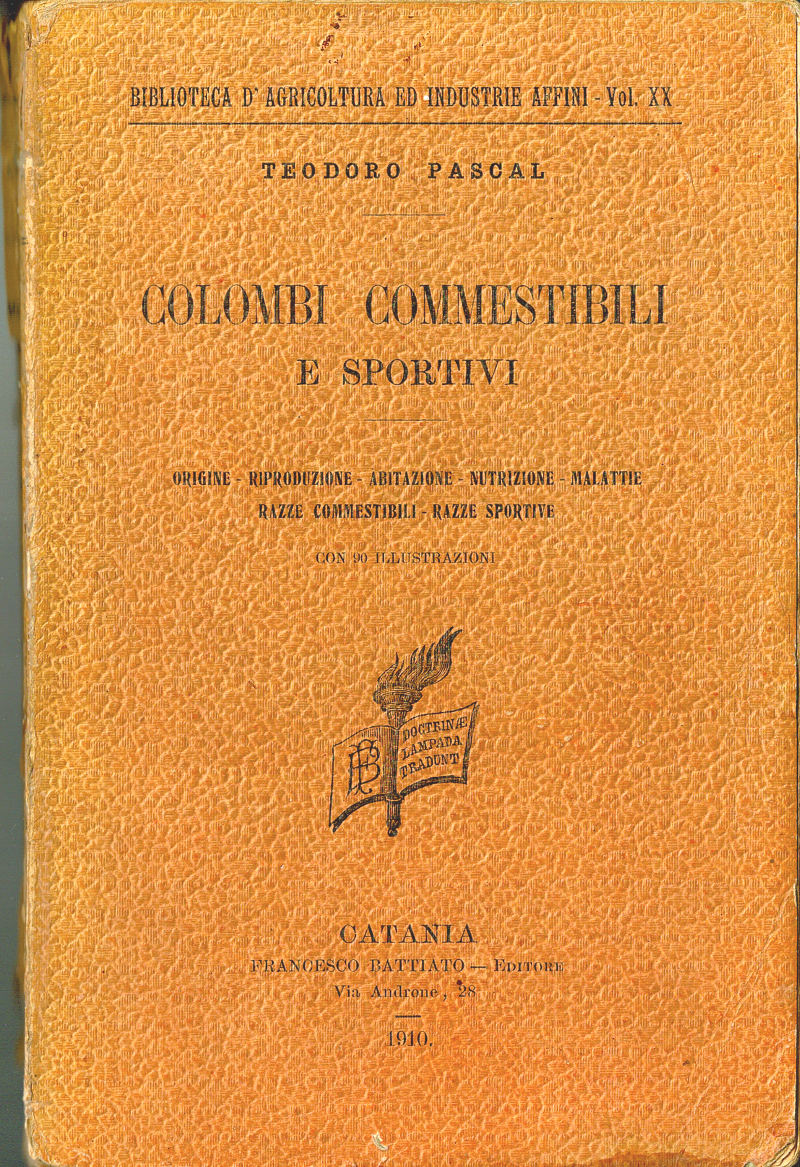 BIBLIOTECA D' AGRICOLTURA ED INDUSTRIE AFFINI - Vol. XX
TEODORO PASCAL
COLOMBI COMMESTIBILI
E SPORTIVI
ORIGINE - RIPRODUZIONE - ABITAZIONE - NUTRIZIONE - MALATTIE
RAZZE COMMESTIBILI - RAZZE SPORTIVE
CON 90 ILLUSTRAZIONI
DOCTRINÆ
LAMPADA
TRADUNT
CATANIA
FRANCESCO BATTIATO — EDITORE
Via Androne, 28
1910.